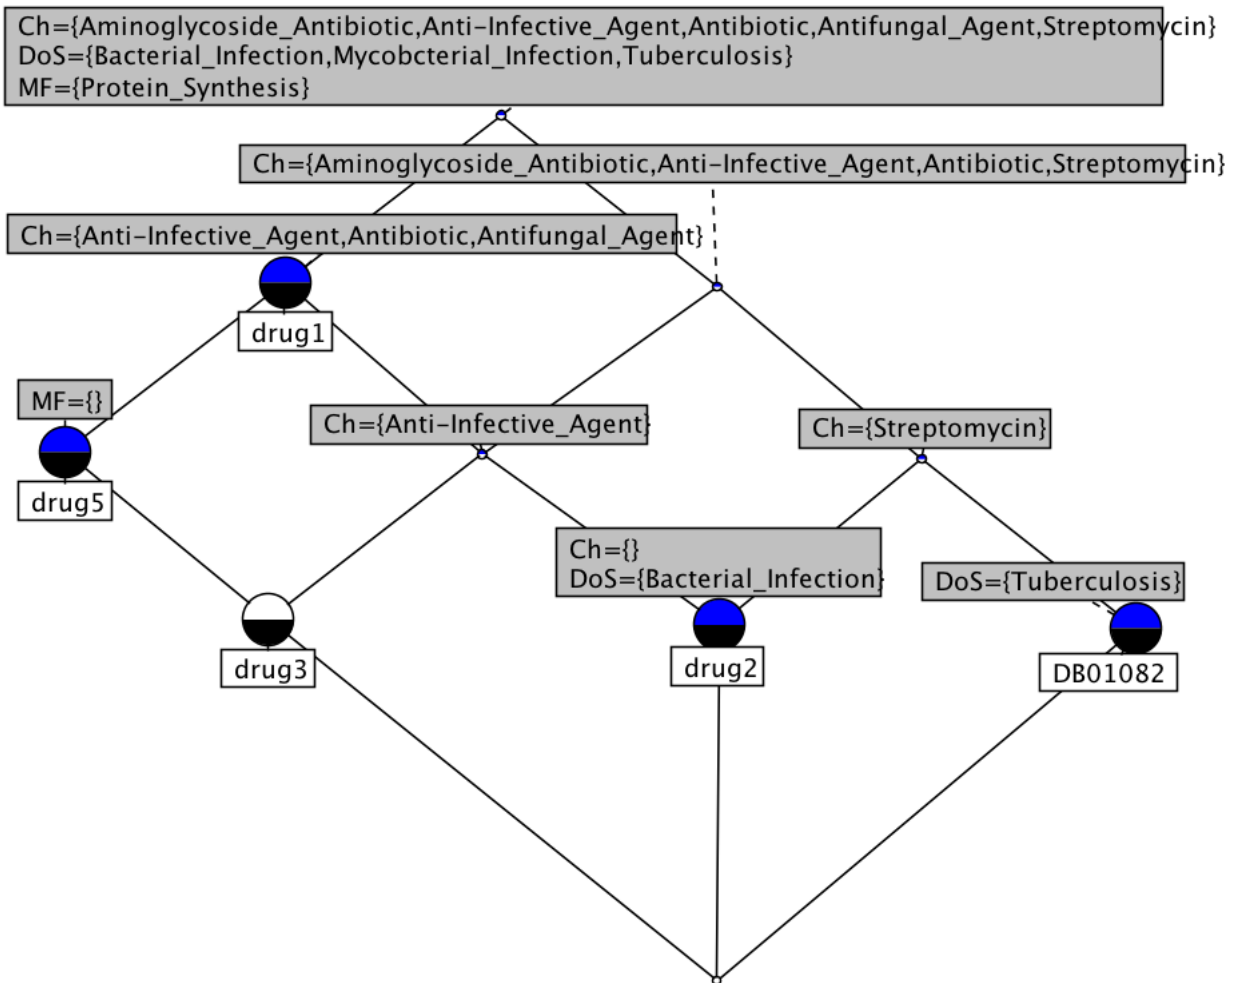 Ch={Aminoglycoside_Antibiotic,Anti-Infective_Agent,Antibiotic,Antifungal_Agent,Streptomycin}
DoS={Bacterial_Infection,Mycobcterial_Infection,Tuberculosis}
MF={Protein_Synthesis}
Ch={Aminoglycoside_Antibiotic,Anti-Infective_Agent,Antibiotic,Streptomycin}
Ch={Anti-Infective_Agent,Antibiotic,Antifungal_Agent}
drug1
MF={}
Ch={Anti-Infective_Agent}
Ch={Streptomycin}
drug5
Ch={}
DoS={Bacterial_Infection}
DoS={Tuberculosis}
drug3
drug2
DB01082